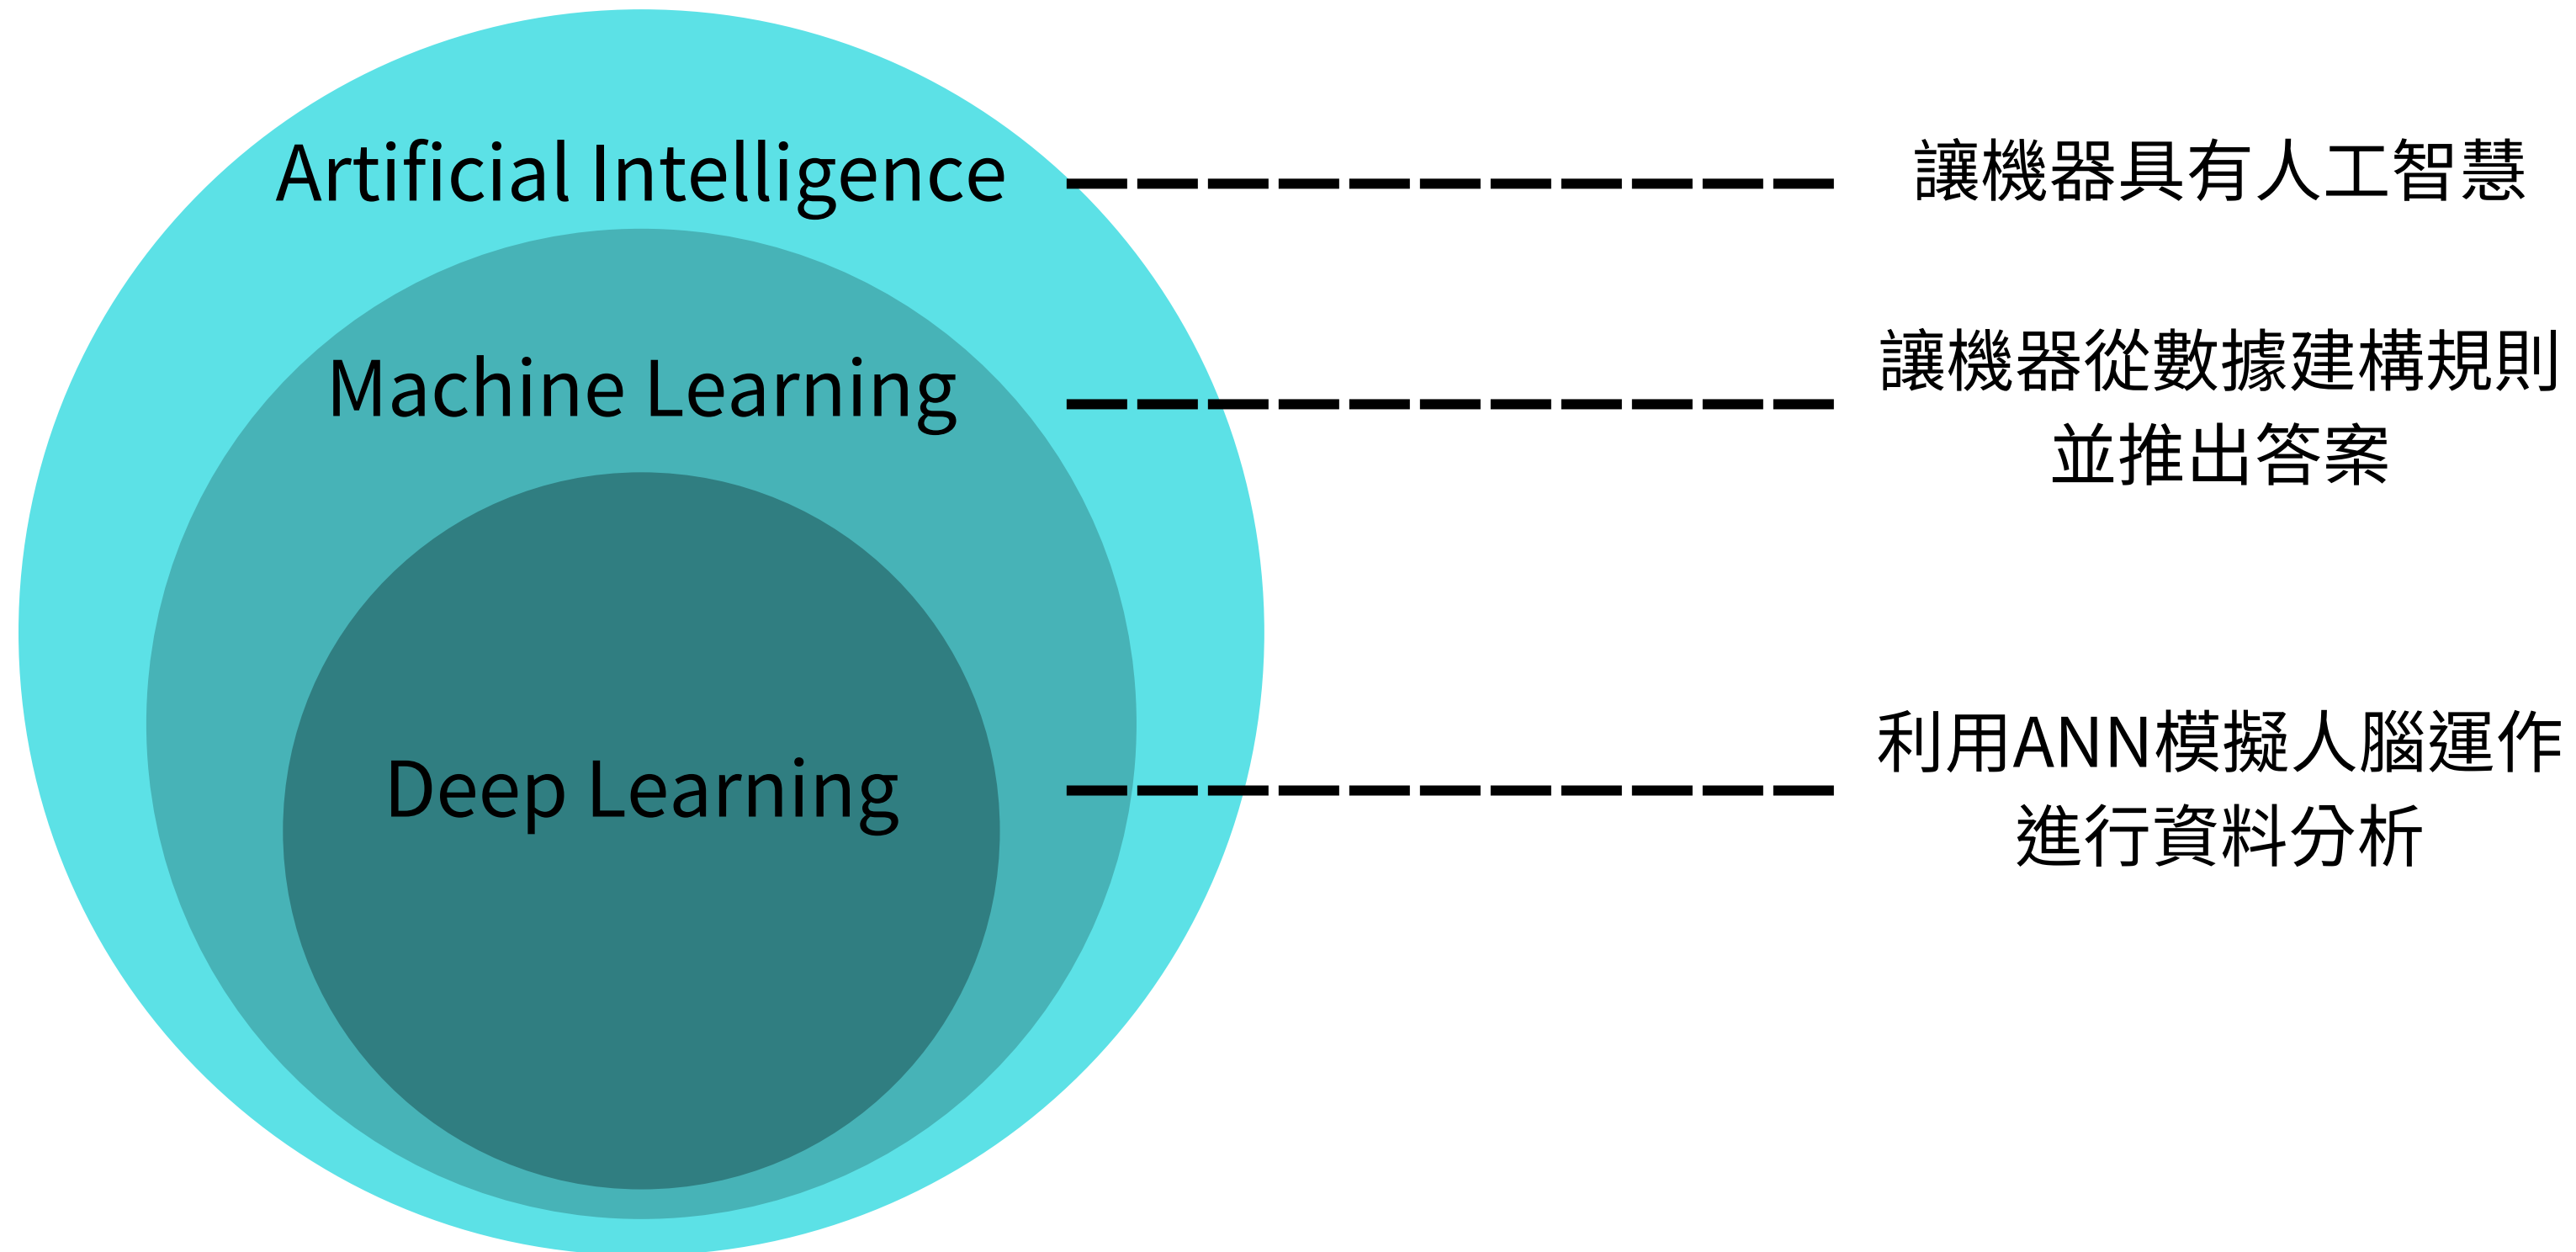 Artificial Intelligence
讓機器具有人工智慧
Machine Learning
讓機器從數據建構規則
並推出答案
Deep Learning
利用ANN模擬人腦運作
進行資料分析